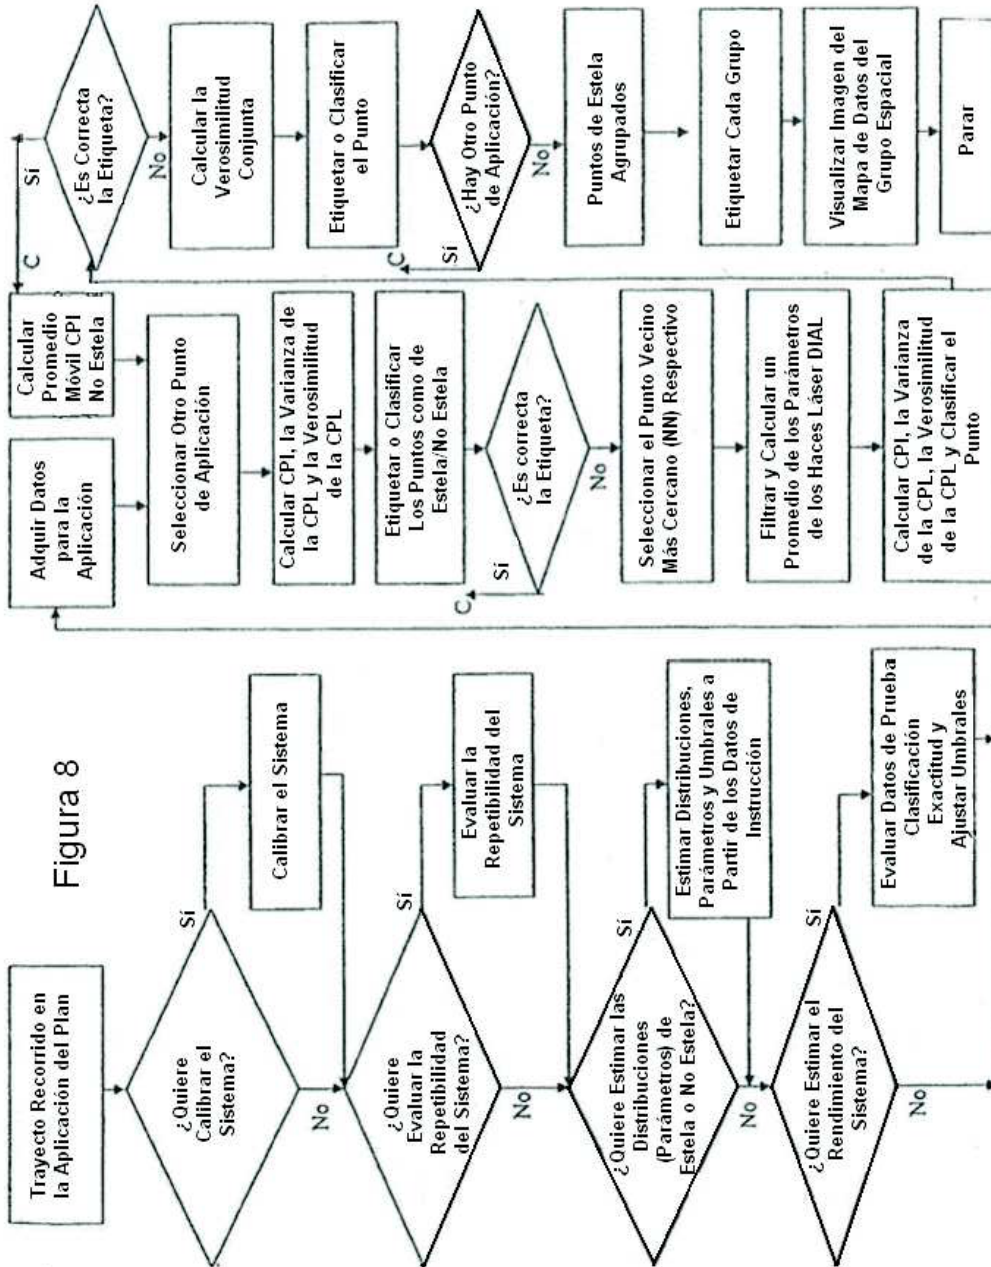 Figura 8
Trayecto Recorrido en
la Aplicación del Plan
¿Quiere
Calibrar el
Sistema?
Sí
No
Calibrar el Sistema
¿Quiere
Evaluar la
Repetibilidad
del Sistema?
Sí
No
Evaluar la
Repetibilidad del
Sistema
¿Quiere Estimar las
Distribuciones
(Parámetros) de
Estela o No Estela?
Sí
No
Estimar Distribuciones,
Parámetros y Umbrales a
Partir de los Datos de
Instrucción
¿Quiere Estimar el
Rendimiento del
Sistema?
Sí
No
Evaluar Datos de Prueba
Clasificación
Exactitud y
Ajustar Umbrales
Adquir Datos
para la
Aplicación
Calcular
Promedio
Móvil CPI
No Estela
C
Seleccionar Otro Punto
de Aplicación
Calcular CPI, la Varianza de
la CPL y la Verosimilitud
de la CPL
Etiquetar o Clasificar
Los Puntos como de
Estela/No Estela
¿Es correcta
la Etiqueta?
Sí
C
No
Seleccionar el Punto Vecino
Más Cercano (NN) Respectivo
Filtrar y Calcular un
Promedio de los Parámetros
de los Haces Láser DIAL
Calcular CPI, la Varianza
de la CPL, la Verosimilitud
de la CPL y Clasificar el
Punto
¿Es Correcta
la Etiqueta?
Sí
No
Calcular la
Verosimilitud
Conjunta
Etiquetar o Clasificar
el Punto
¿Hay Otro Punto
de Aplicación?
Sí
C
No
Puntos de Estela
Agrupados
Etiquetar Cada Grupo
Visualizar Imagen del
Mapa de Datos del
Grupo Espacial
Parar